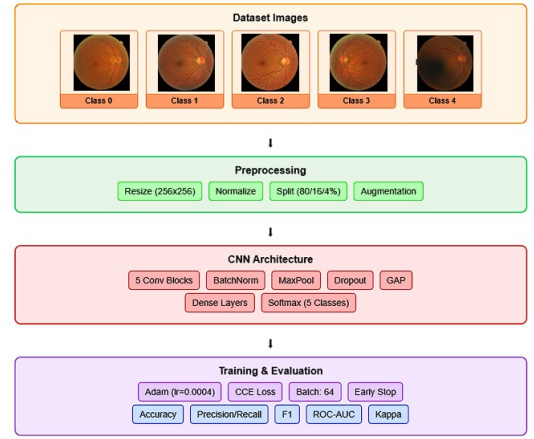 Dataset Images
Class 0 Class 1 Class 2 Class 3 Class 4
Preprocessing
Resize (256x256) Normalize Split (80/16/4%) Augmentation
CNN Architecture
5 Conv Blocks BatchNorm MaxPool Dropout GAP
Dense Layers Softmax (5 Classes)
Training & Evaluation
Adam (lr=0.0004) CCE Loss Batch: 64 Early Stop
Accuracy Precision/Recall F1 ROC-AUC Kappa